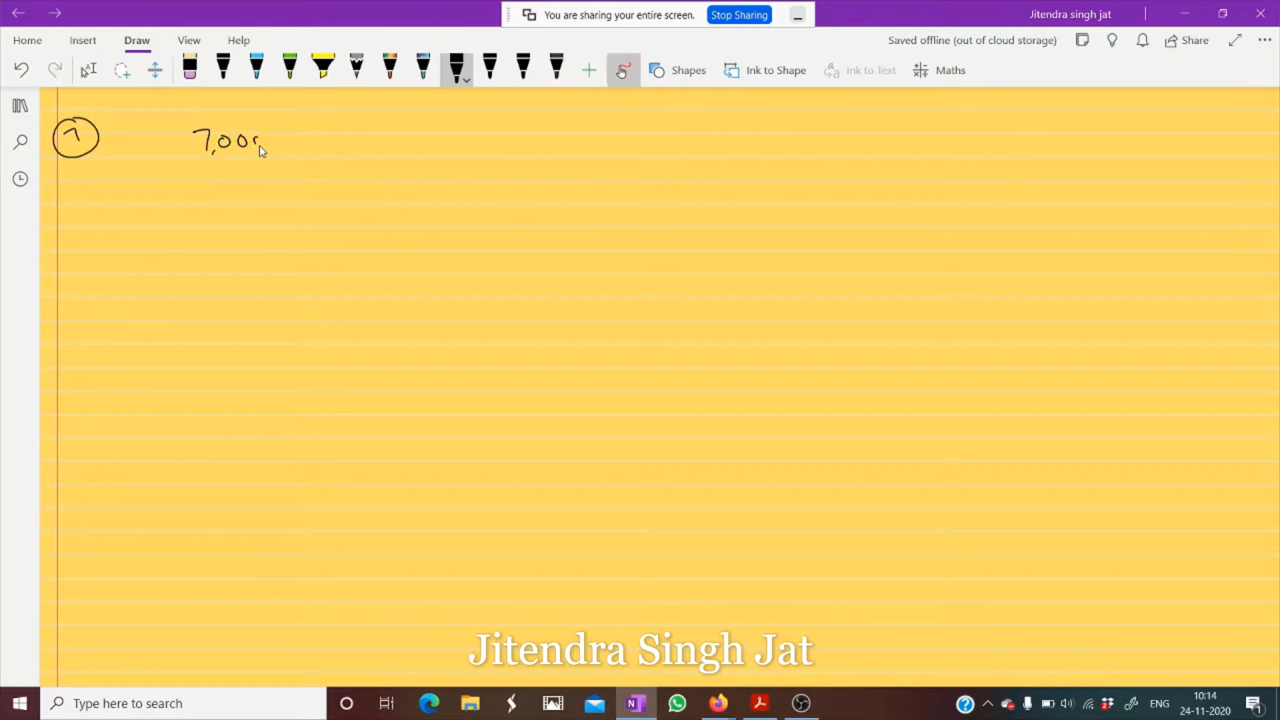 You are sharing your entire screen. Stop Sharing
Jitendra singh jat
Home Insert Draw View Help
Saved offline (out of cloud storage) Share
Shapes Ink to Shape Ink to Text Maths
7,00
Jitendra Singh Jat
Type here to search
ENG
10:14
24-11-2020